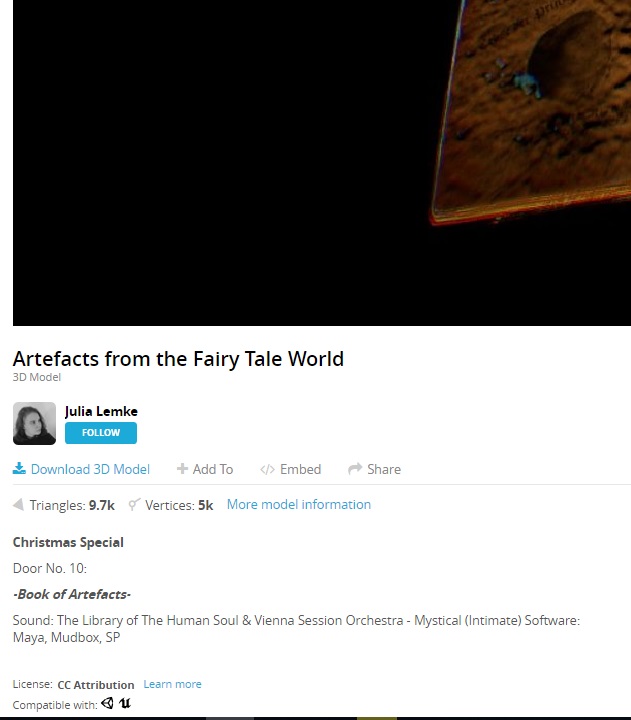 Artefacts from the Fairy Tale World
3D Model
Julia Lemke
FOLLOW
Download 3D Model Add To Embed Share
Triangles: 9.7k Vertices: 5k More model information
Christmas Special
Door No. 10:
-Book of Artefacts-
Sound: The Library of The Human Soul & Vienna Session Orchestra - Mystical (Intimate) Software:
Maya, Mudbox, SP
License: CC Attribution Learn more
Compatible with: